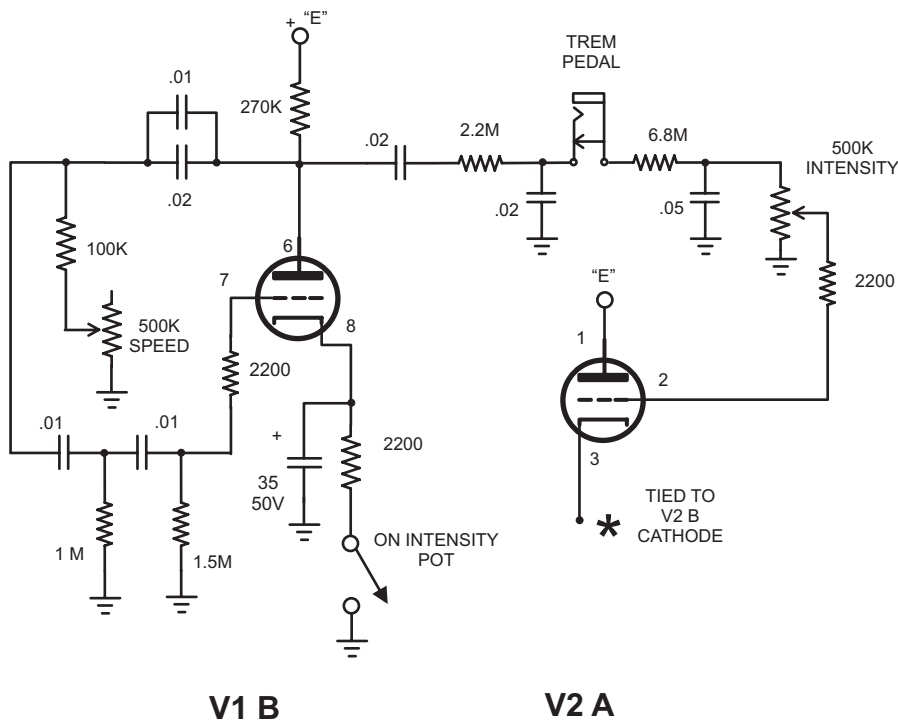 + "E"
TREM
PEDAL
.01
270K
.02
2.2M
6.8M
500K
INTENSITY
.02
.02
.05
100K
6
7
8
"E"
2200
500K
SPEED
2200
1
2
.01
.01
+
2200
3
35
50V
* TIED TO
V2 B
CATHODE
ON INTENSITY
POT
1 M
1.5M
V1 B
V2 A